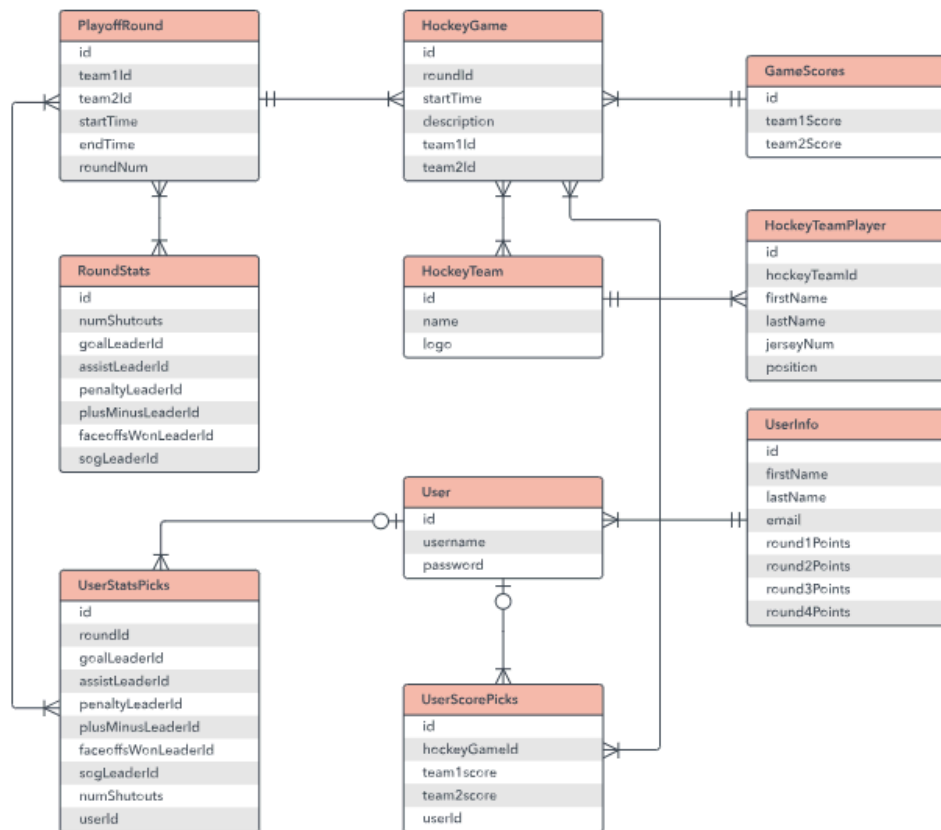 PlayoffRound
id
team1Id
team2Id
startTime
endTime
roundNum
HockeyGame
id
roundId
startTime
description
team1Id
team2Id
GameScores
id
team1Score
team2Score
RoundStats
id
numShutouts
goalLeaderId
assistLeaderId
penaltyLeaderId
plusMinusLeaderId
faceoffsWonLeaderId
sogLeaderId
HockeyTeam
id
name
logo
HockeyTeamPlayer
id
hockeyTeamId
firstName
lastName
jerseyNum
position
UserInfo
id
firstName
lastName
email
round1Points
round2Points
round3Points
round4Points
User
id
username
password
UserStatsPicks
id
roundId
goalLeaderId
assistLeaderId
penaltyLeaderId
plusMinusLeaderId
faceoffsWonLeaderId
sogLeaderId
numShutouts
userId
UserScorePicks
id
hockeyGameId
team1score
team2score
userId